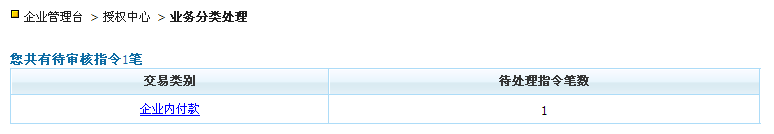 企业管理台 > 授权中心 > 业务分类处理
您共有待审核指令1笔
交易类别 待处理指令笔数
企业内付款 1